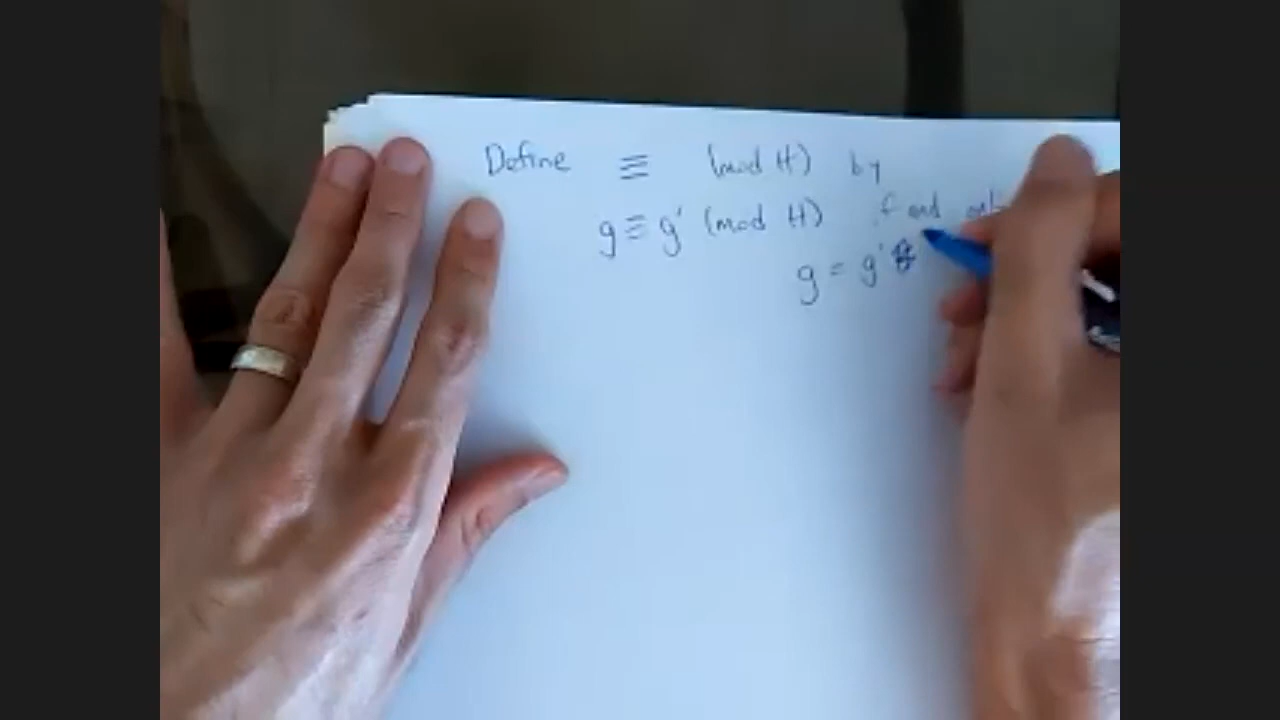 Define ≡ (mod H) by
g ≡ g' (mod H) if and
g = g'